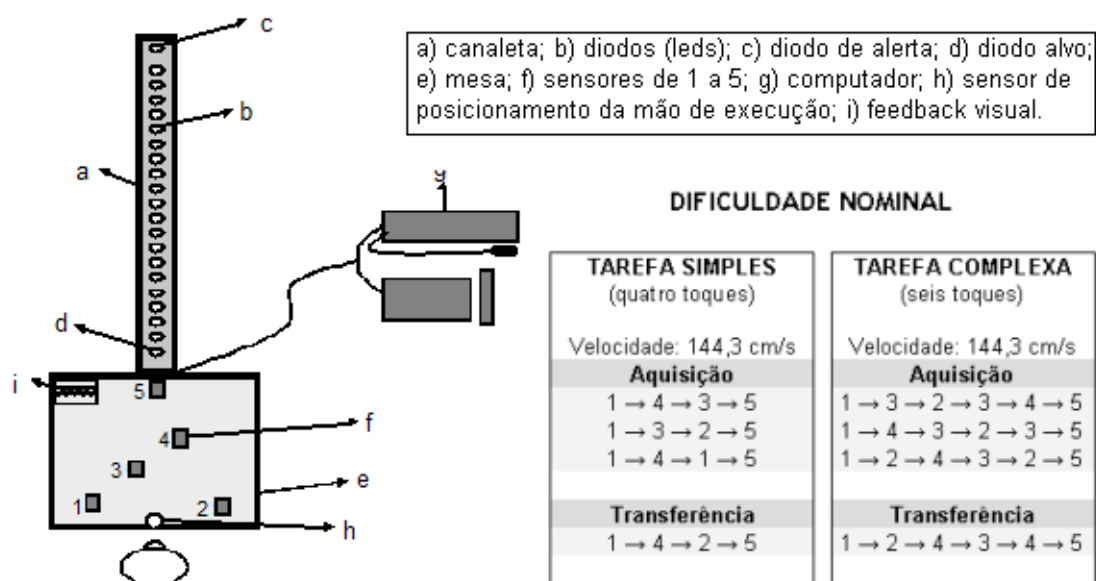 c
a) canaleta; b) diodos (leds); c) diodo de alerta; d) diodo alvo;
e) mesa; f) sensores de 1 a 5; g) computador; h) sensor de
posicionamento da mão de execução; i) feedback visual.
b
a
g
d
i
5
4
f
3
e
1
2
h
DIFICULDADE NOMINAL
TAREFA SIMPLES
(quatro toques)
Velocidade: 144,3 cm/s
Aquisição
1 → 4 → 3 → 5
1 → 3 → 2 → 5
1 → 4 → 1 → 5
Transferência
1 → 4 → 2 → 5
TAREFA COMPLEXA
(seis toques)
Velocidade: 144,3 cm/s
Aquisição
1 → 3 → 2 → 3 → 4 → 5
1 → 4 → 3 → 2 → 3 → 5
1 → 2 → 4 → 3 → 2 → 5
Transferência
1 → 2 → 4 → 3 → 4 → 5